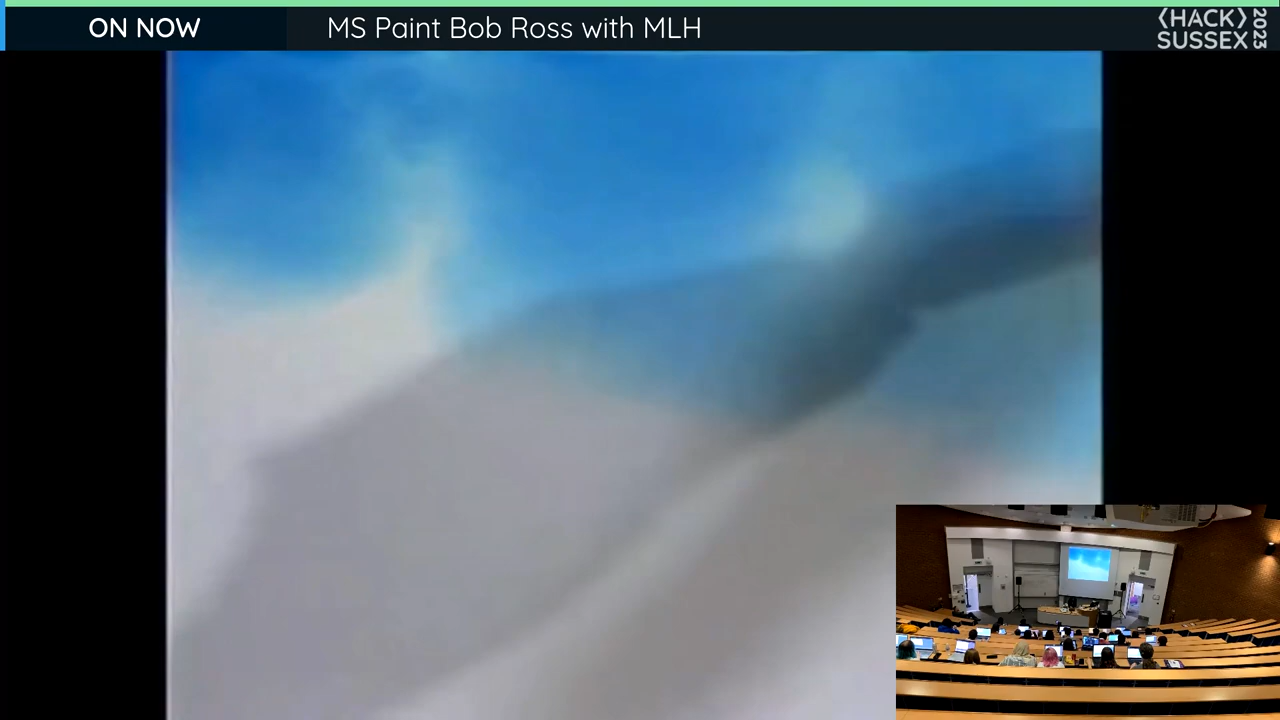 ON NOW
MS Paint Bob Ross with MLH
⟨HACK⟩
SUSSEX
2023